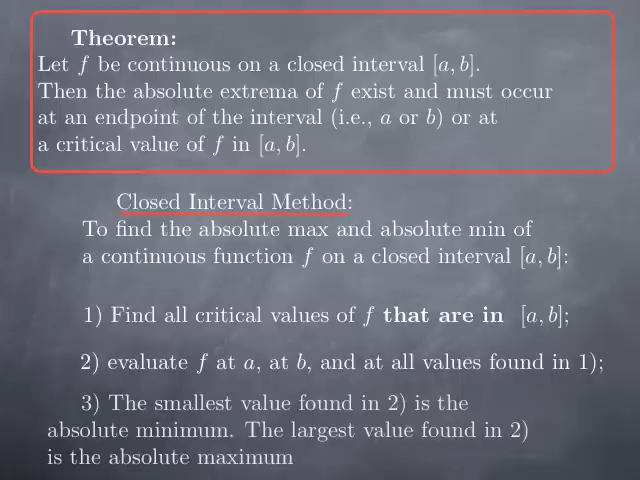 Theorem:
Let f be continuous on a closed interval [a, b].
Then the absolute extrema of f exist and must occur
at an endpoint of the interval (i.e., a or b) or at
a critical value of f in [a, b].
Closed Interval Method:
To find the absolute max and absolute min of
a continuous function f on a closed interval [a, b]:
1) Find all critical values of f that are in [a, b];
2) evaluate f at a, at b, and at all values found in 1);
3) The smallest value found in 2) is the
absolute minimum. The largest value found in 2)
is the absolute maximum